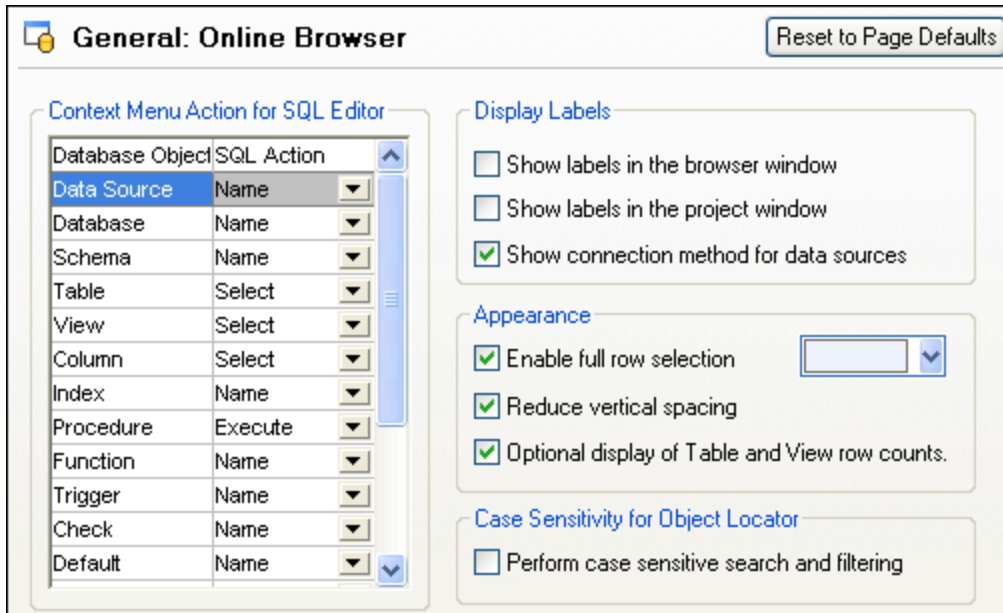 General: Online Browser
Reset to Page Defaults
Context Menu Action for SQL Editor
Database Object SQL Action
Data Source Name
Database Name
Schema Name
Table Select
View Select
Column Select
Index Name
Procedure Execute
Function Name
Trigger Name
Check Name
Default Name
Display Labels
Show labels in the browser window
Show labels in the project window
Show connection method for data sources
Appearance
Enable full row selection
Reduce vertical spacing
Optional display of Table and View row counts.
Case Sensitivity for Object Locator
Perform case sensitive search and filtering